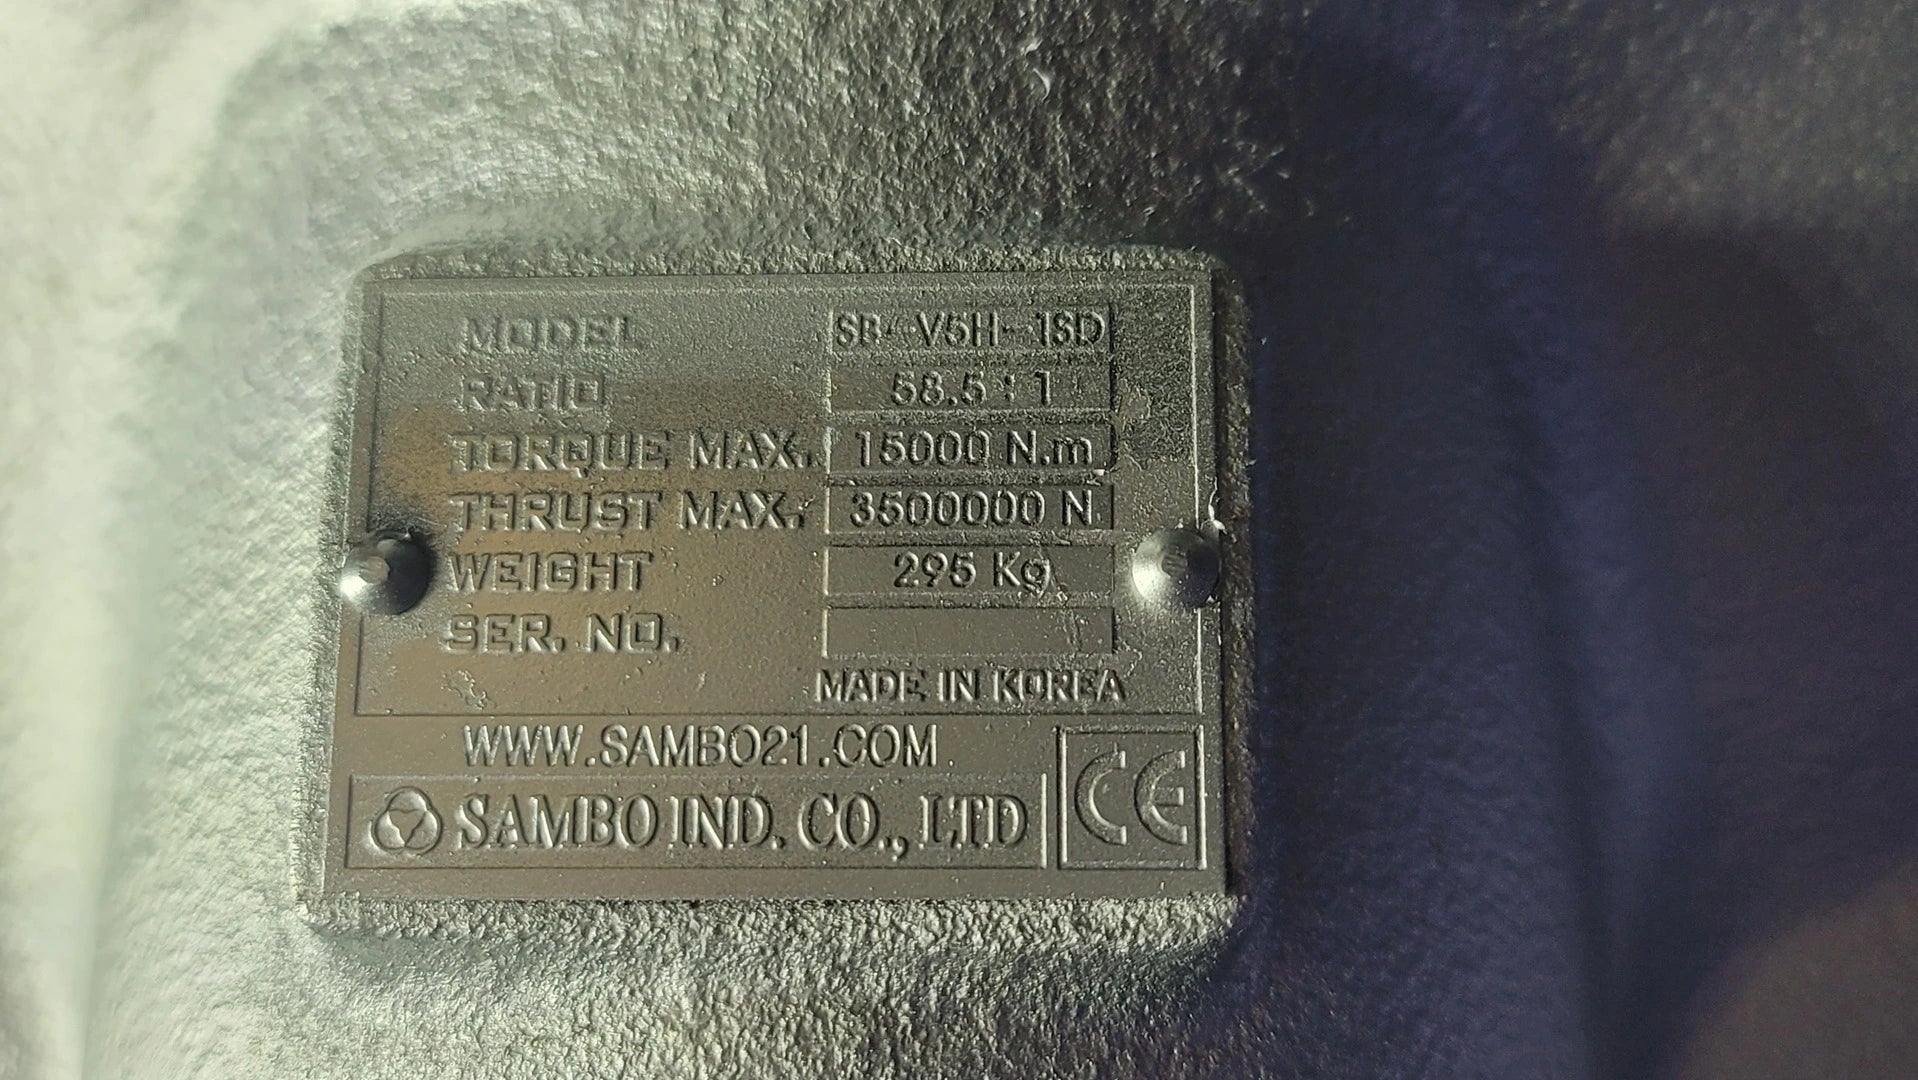 MODEL SB-V5H-1SD
RATIO 58.5 : 1
TORQUE MAX. 15000 N.m
THRUST MAX. 3500000 N
WEIGHT 295 Kg
SER. NO.
MADE IN KOREA
WWW.SAMBO21.COM
SAMBO IND. CO., LTD
CE